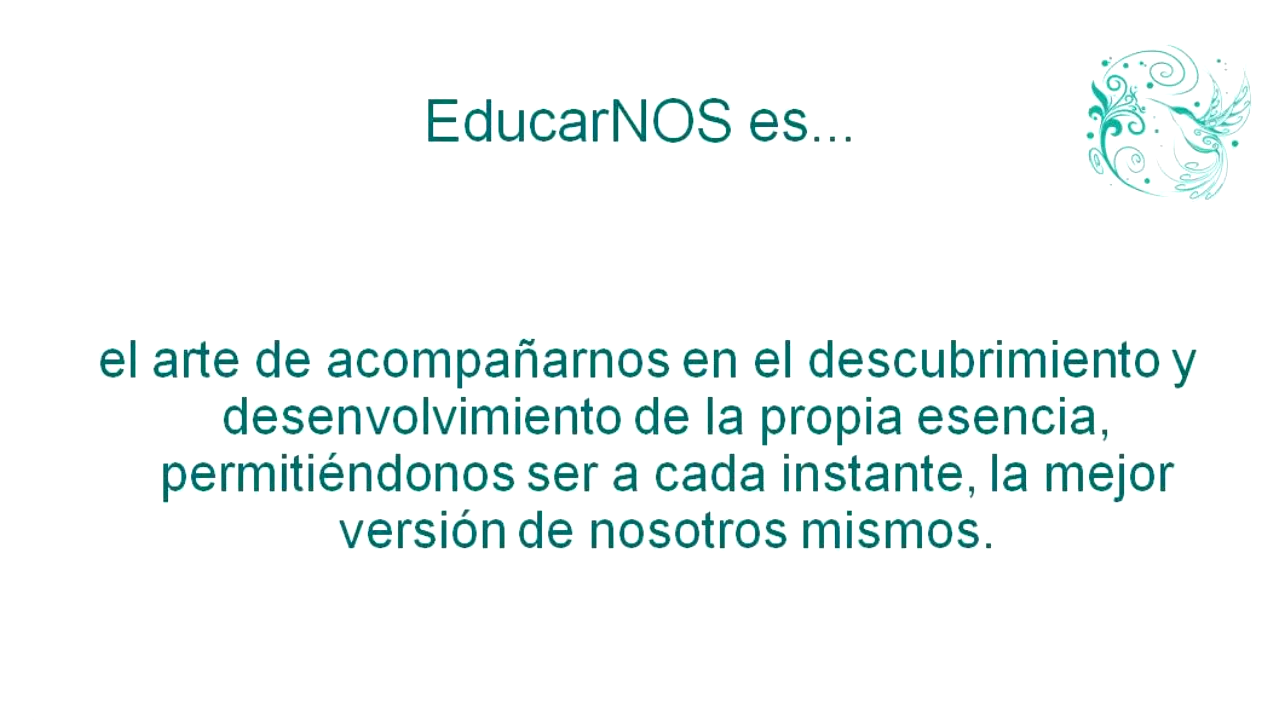 EducarNOS es...
el arte de acompañarnos en el descubrimiento y
desenvolvimiento de la propia esencia,
permitiéndonos ser a cada instante, la mejor
versión de nosotros mismos.